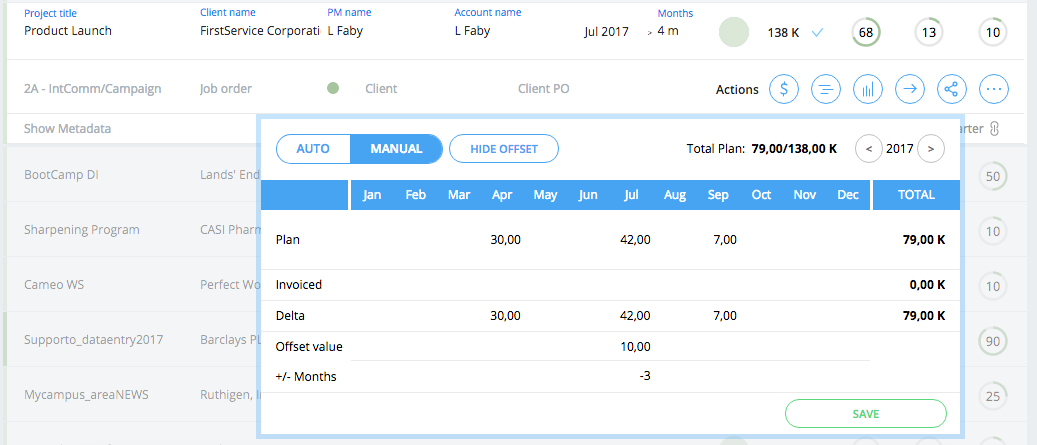 Project title Client name PM name Account name Months
Product Launch FirstService Corporati L Faby L Faby Jul 2017 > 4 m 138 K 68 13 10
2A - IntComm/Campaign Job order Client Client PO Actions $
Show Metadata arter
AUTO MANUAL HIDE OFFSET Total Plan: 79,00/138,00 K < 2017 >
Jan Feb Mar Apr May Jun Jul Aug Sep Oct Nov Dec TOTAL
BootCamp DI Lands' End 50
Plan 30,00 42,00 7,00 79,00 K
Sharpening Program CASI Pharm 10
Invoiced 0,00 K
Cameo WS Perfect Wo 10
Delta 30,00 42,00 7,00 79,00 K
Supporto_dataentry2017 Barclays PL 90
Offset value 10,00
+/- Months -3
Mycampus_areaNEWS Ruthigen, I 25
SAVE